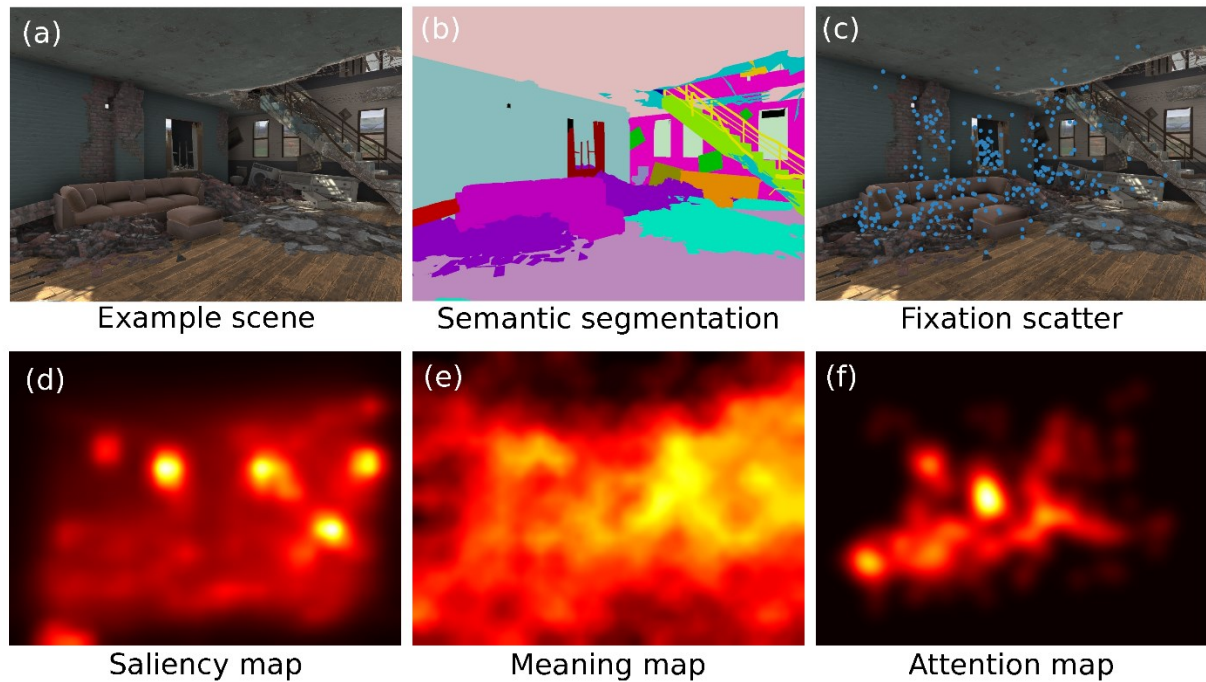 (a)
(b)
(c)
Example scene
Semantic segmentation
Fixation scatter
(d)
(e)
(f)
Saliency map
Meaning map
Attention map